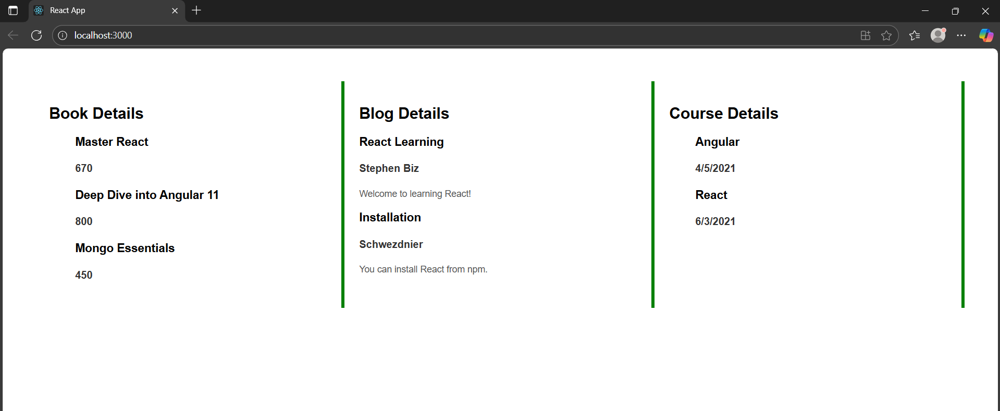 React App
localhost:3000
Book Details
Master React
670
Deep Dive into Angular 11
800
Mongo Essentials
450
Blog Details
React Learning
Stephen Biz
Welcome to learning React!
Installation
Schwezdnier
You can install React from npm.
Course Details
Angular
4/5/2021
React
6/3/2021